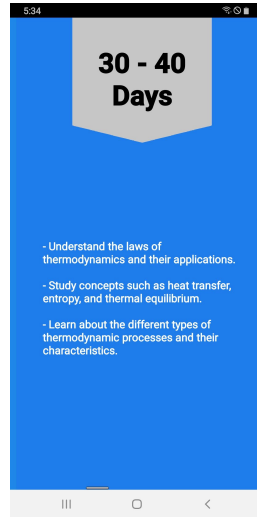 5:34
30 - 40
Days
- Understand the laws of
thermodynamics and their applications.
- Study concepts such as heat transfer,
entropy, and thermal equilibrium.
- Learn about the different types of
thermodynamic processes and their
characteristics.